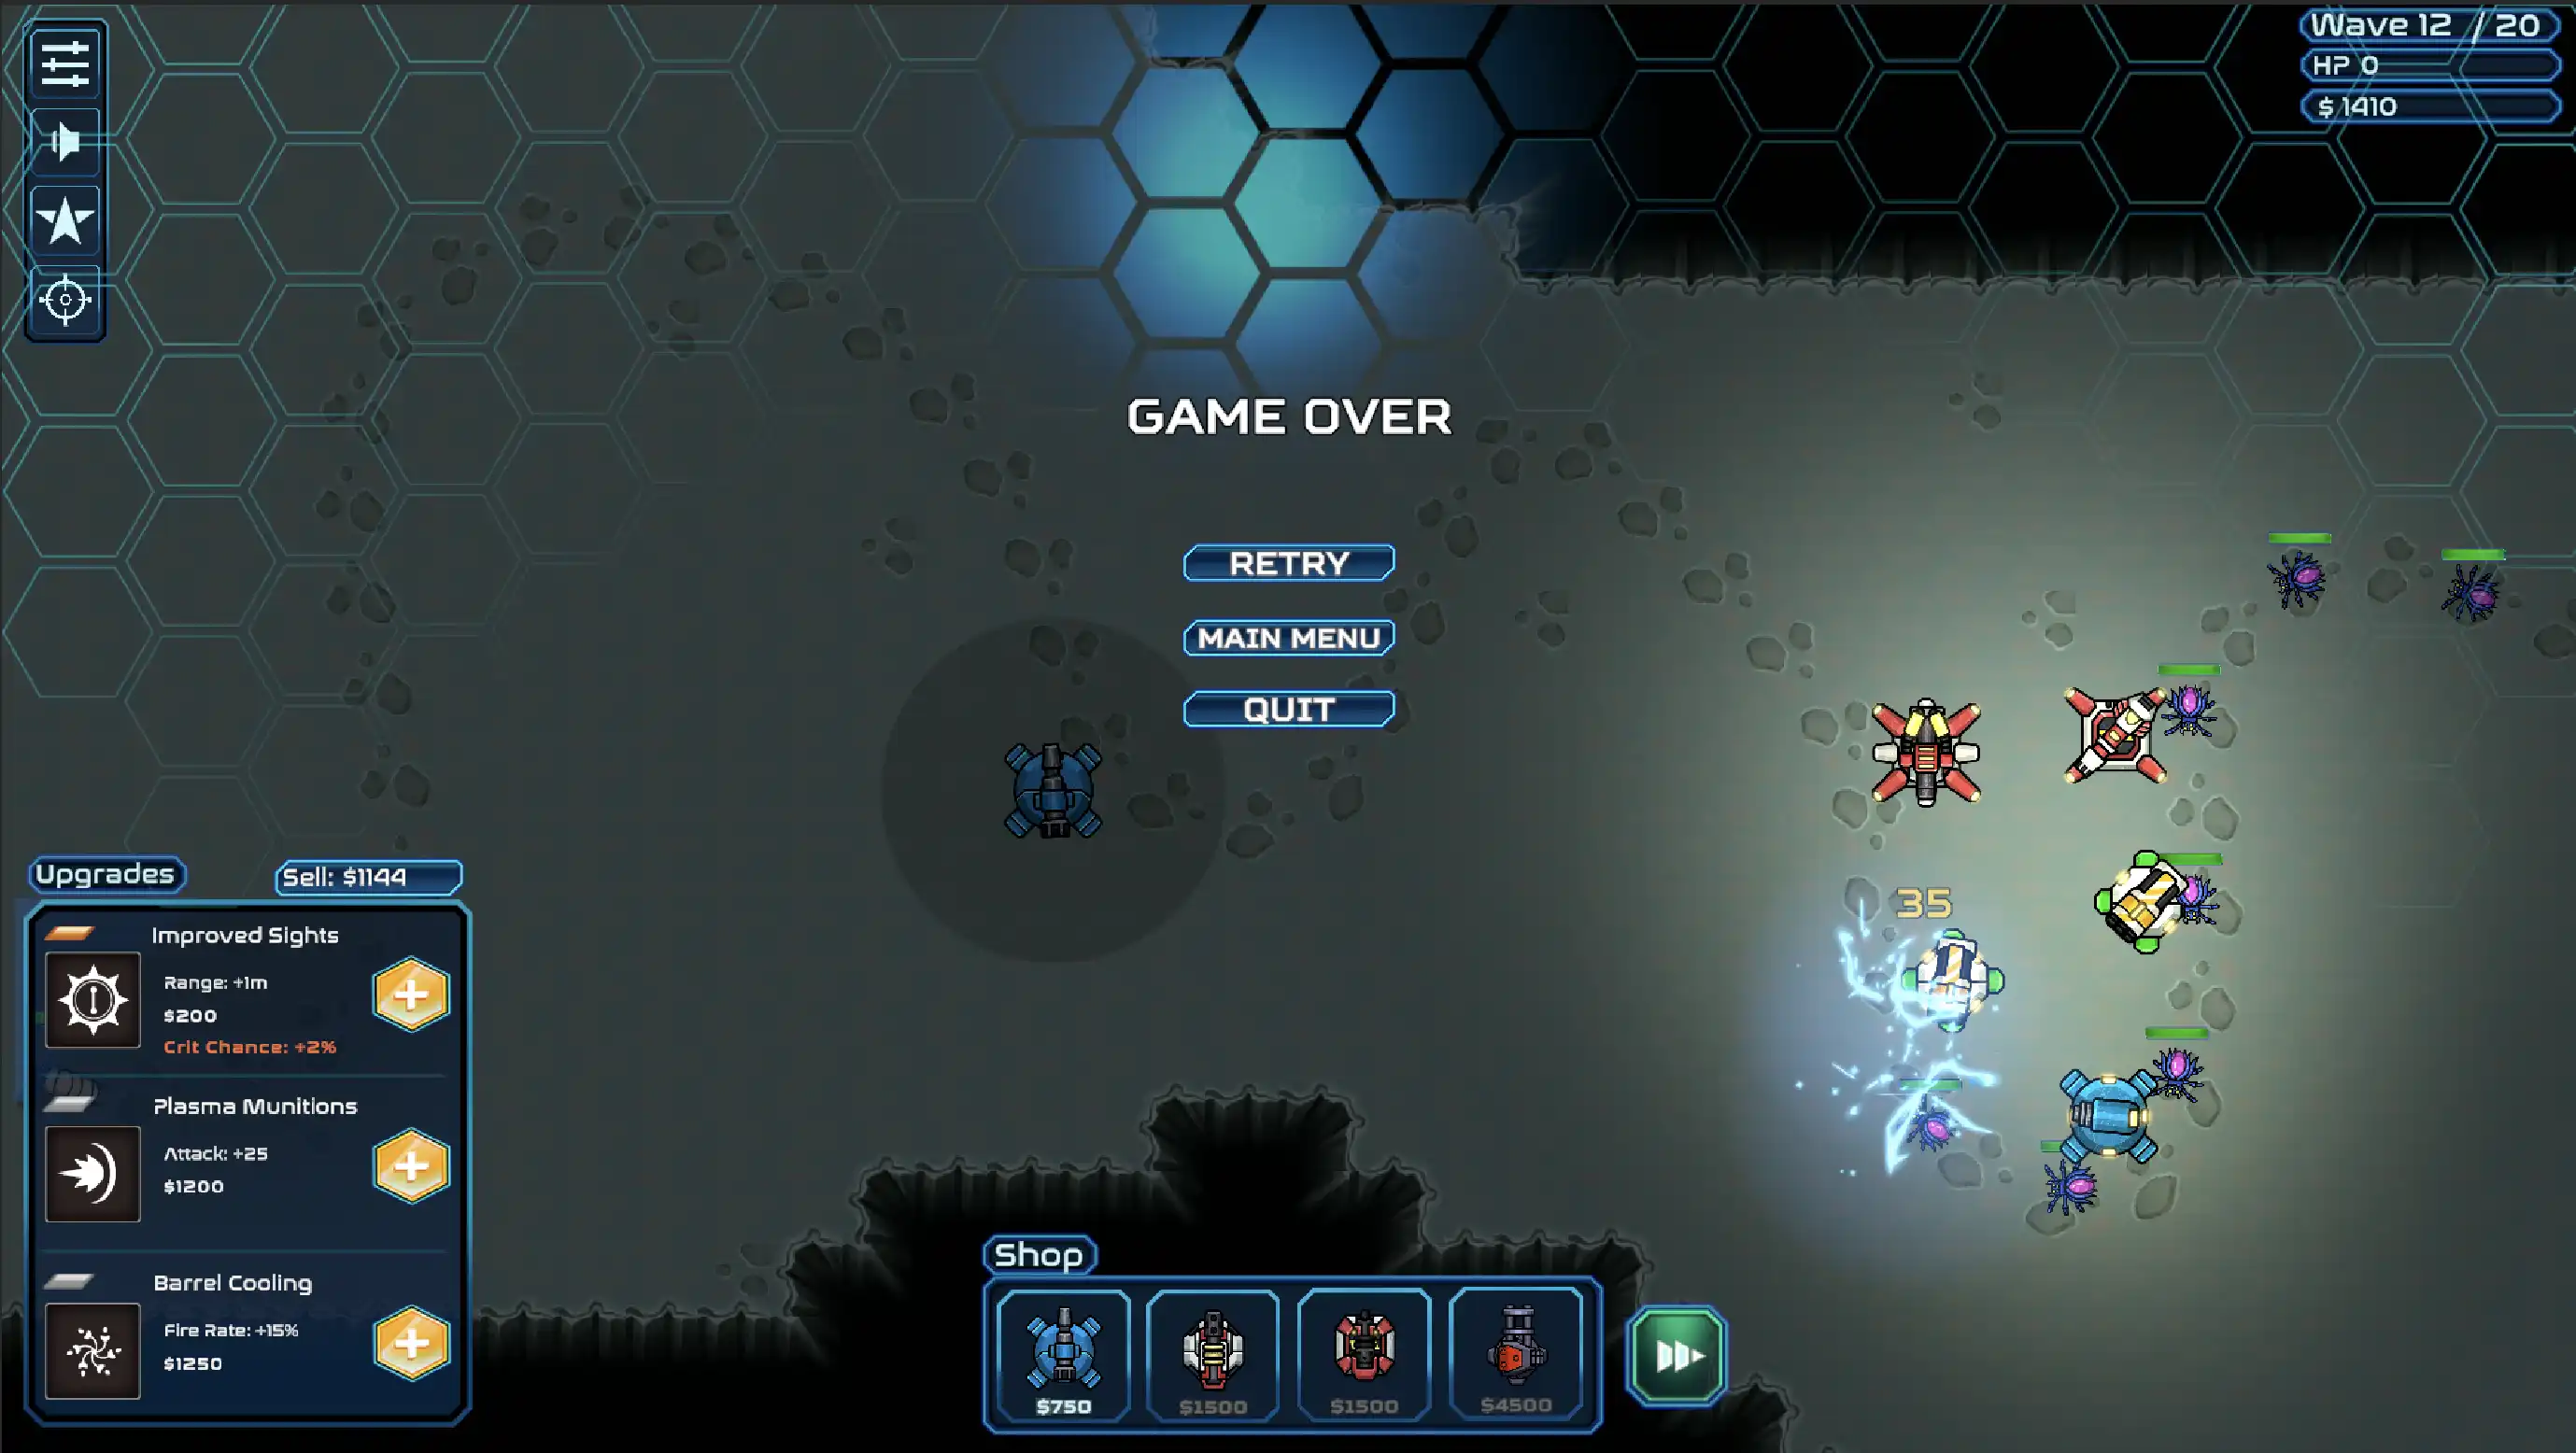 Wave 12 / 20
HP 0
$ 1410
GAME OVER
RETRY
MAIN MENU
QUIT
35
Upgrades
Sell: $1144
Improved Sights
Range: +1m
$200
Crit Chance: +2%
Plasma Munitions
Attack: +25
$1200
Barrel Cooling
Fire Rate: +15%
$1250
Shop
$750
$1500
$1500
$4500